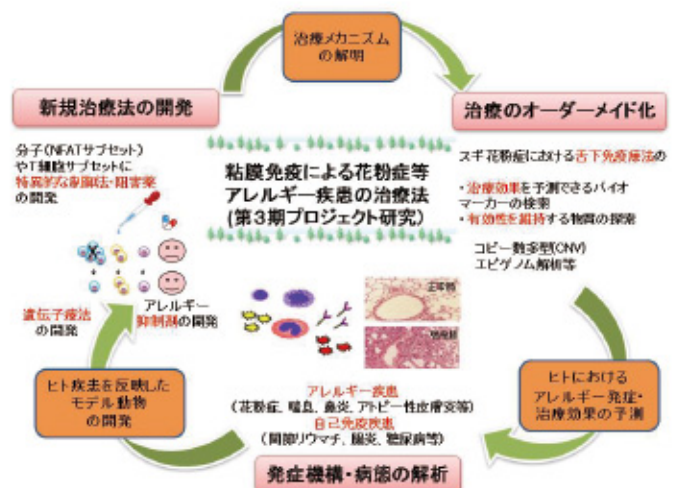 治療メカニズム
の解明
新規治療法の開発
治療のオーダーメイド化
分子(NFATサブセット)
やT細胞サブセットに
特異的な制御法・阻害薬
の開発
粘膜免疫による花粉症等
アレルギー疾患の治療法
(第3期プロジェクト研究)
スギ花粉症における舌下免疫療法の
・治療効果を予測できるバイオ
マーカーの検索
・有効性を維持する物質の探索
コピー数多型(CNV)
エピゲノム解析等
遺伝子療法
の開発
アレルギー
抑制剤の開発
正常肺
喘息肺
ヒト疾患を反映した
モデル動物
の開発
アレルギー疾患
(花粉症、喘息、鼻炎、アトピー性皮膚炎等)
自己免疫疾患
(関節リウマチ、腸炎、糖尿病等)
ヒトにおける
アレルギー発症・
治療効果の予測
発症機構・病態の解析